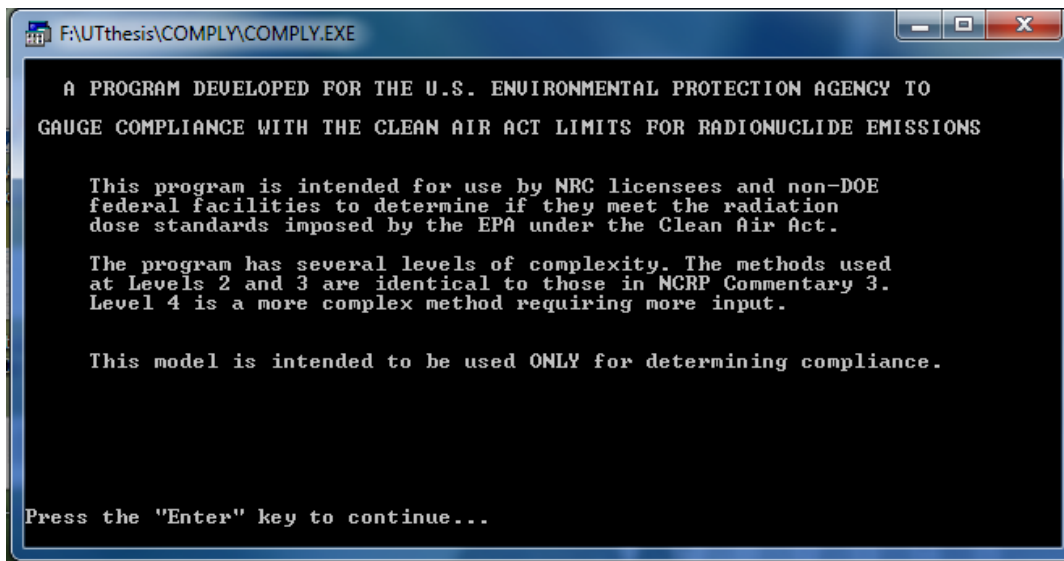 F:\UTthesis\COMPLY\COMPLY.EXE
A PROGRAM DEVELOPED FOR THE U.S. ENVIRONMENTAL PROTECTION AGENCY TO
GAUGE COMPLIANCE WITH THE CLEAN AIR ACT LIMITS FOR RADIONUCLIDE EMISSIONS
This program is intended for use by NRC licensees and non-DOE
federal facilities to determine if they meet the radiation
dose standards imposed by the EPA under the Clean Air Act.
The program has several levels of complexity. The methods used
at Levels 2 and 3 are identical to those in NCRP Commentary 3.
Level 4 is a more complex method requiring more input.
This model is intended to be used ONLY for determining compliance.
Press the "Enter" key to continue...